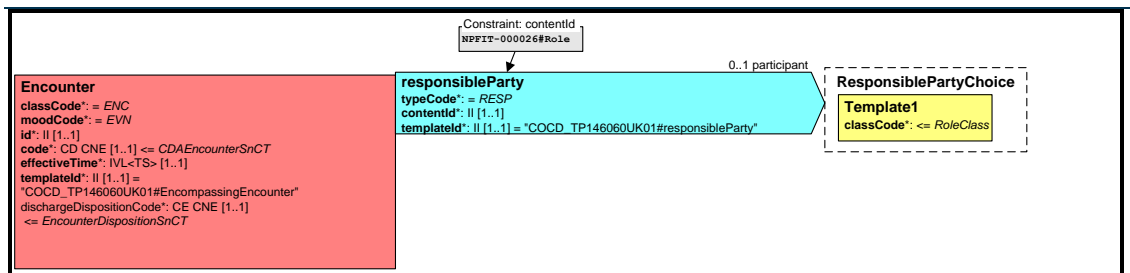 Constraint: contentId
NPFIT-000026#Role
0..1 participant
Encounter
classCode*: = ENC
moodCode*: = EVN
id*: II [1..1]
code*: CD CNE [1..1] <= CDAEncounterSnCT
effectiveTime*: IVL<TS> [1..1]
templateId*: II [1..1] =
"COCD_TP146060UK01#EncompassingEncounter"
dischargeDispositionCode*: CE CNE [1..1]
<= EncounterDispositionSnCT
responsibleParty
typeCode*: = RESP
contentId*: II [1..1]
templateId*: II [1..1] = "COCD_TP146060UK01#responsibleParty"
ResponsiblePartyChoice
Template1
classCode*: <= RoleClass